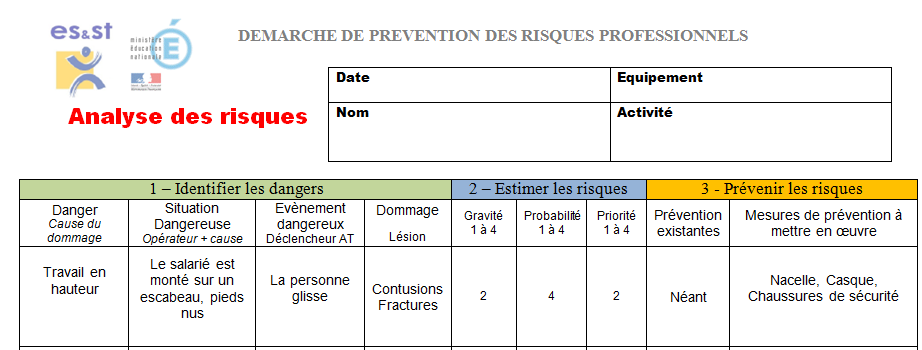 es&st
ministère
éducation
nationale
DEMARCHE DE PREVENTION DES RISQUES PROFESSIONNELS
Date
Equipement
Analyse des risques
Nom
Activité
1 – Identifier les dangers
2 – Estimer les risques
3 - Prévenir les risques
Danger
Cause du
dommage
Situation
Dangereuse
Opérateur + cause
Evènement
dangereux
Déclencheur AT
Dommage
Lésion
Gravité
1 à 4
Probabilité
1 à 4
Priorité
1 à 4
Prévention
existantes
Mesures de prévention à
mettre en œuvre
Travail en
hauteur
Le salarié est
monté sur un
escabeau, pieds
nus
La personne
glisse
Contusions
Fractures
2
4
2
Néant
Nacelle, Casque,
Chaussures de sécurité